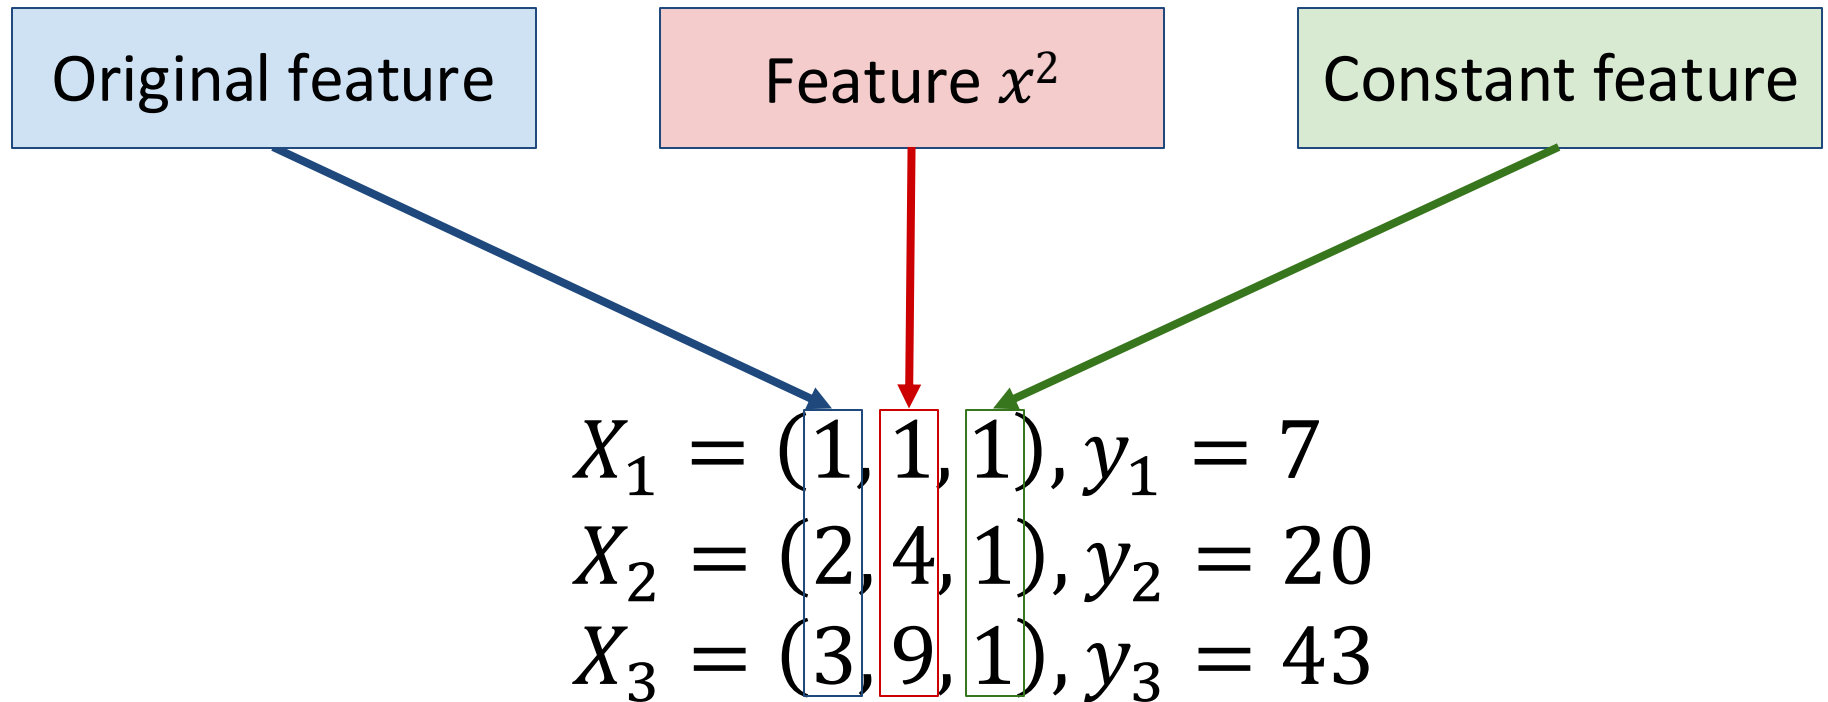 Original feature
Feature x²
Constant feature
X₁ = (1, 1, 1), y₁ = 7
X₂ = (2, 4, 1), y₂ = 20
X₃ = (3, 9, 1), y₃ = 43